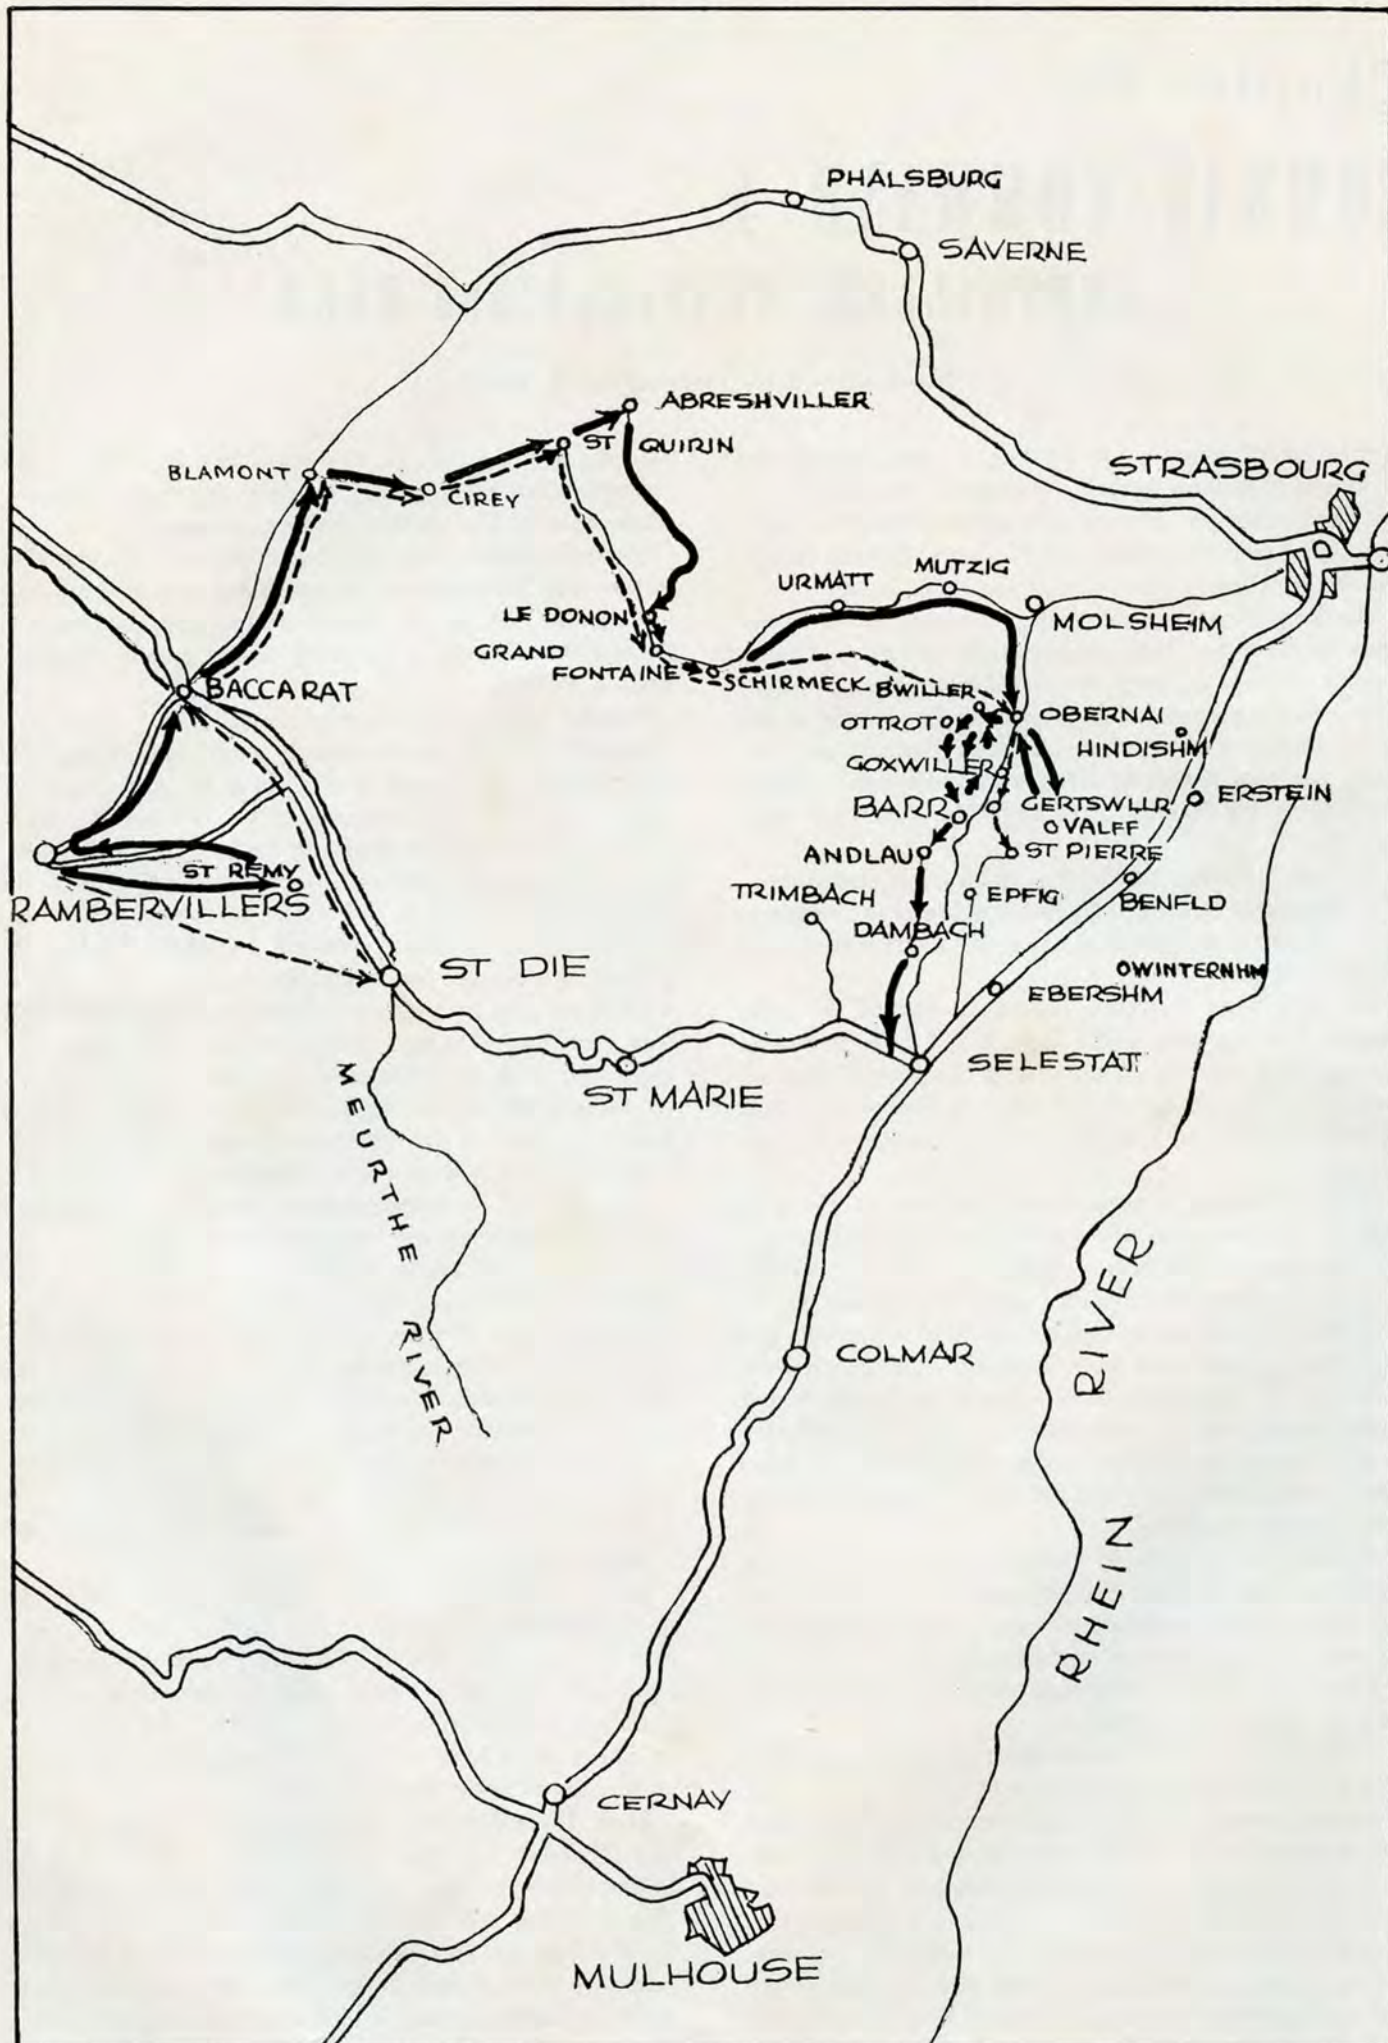 PHALSBURG
SAVERNE
ABRESHVILLER
ST QUIRIN
BLAMONT
CIREY
STRASBOURG
MUTZIG
URMATT
MOLSHEIM
LE DONON
GRAND
FONTAINE
SCHIRMECK
B'WILLER
BACCARAT
OTTROT
OBERNAI
HINDISHM
GOXWILLER
BARR
GERTSWLLR
ERSTEIN
VALFF
ANDLAU
ST PIERRE
ST REMY
RAMBERVILLERS
TRIMBACH
EPFIG
BENFLD
DAMBACH
ST DIE
WINTERNHM
EBERSHM
SELESTAT
ST MARIE
MEURTHE RIVER
COLMAR
RHEIN RIVER
CERNAY
MULHOUSE